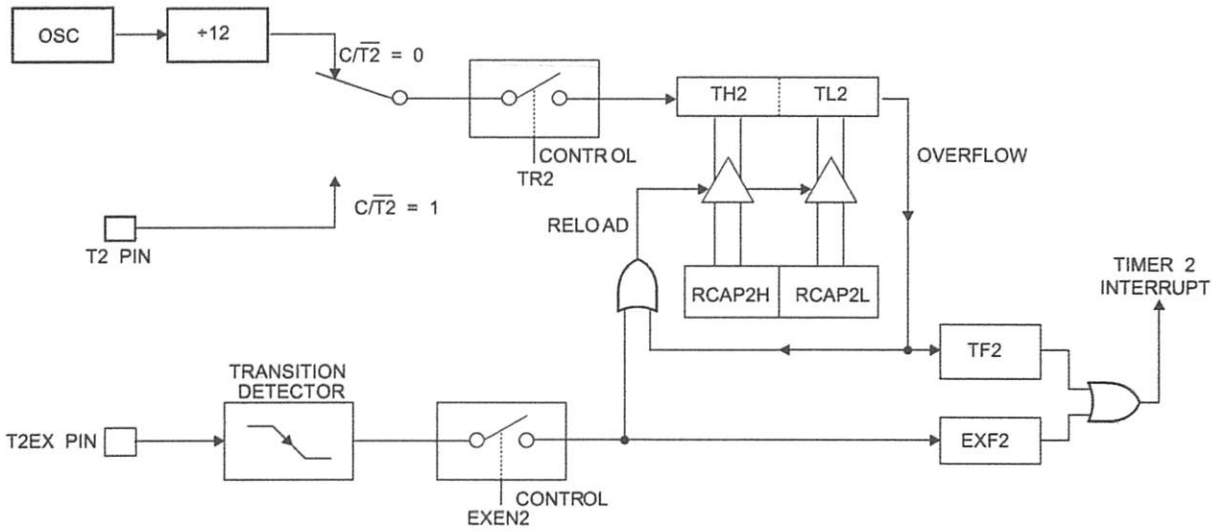 OSC
÷12
C/T2̅ = 0
TH2
TL2
CONTROL
TR2
OVERFLOW
C/T2̅ = 1
T2 PIN
RELOAD
RCAP2H
RCAP2L
TIMER 2
INTERRUPT
TF2
TRANSITION
DETECTOR
T2EX PIN
EXF2
CONTROL
EXEN2